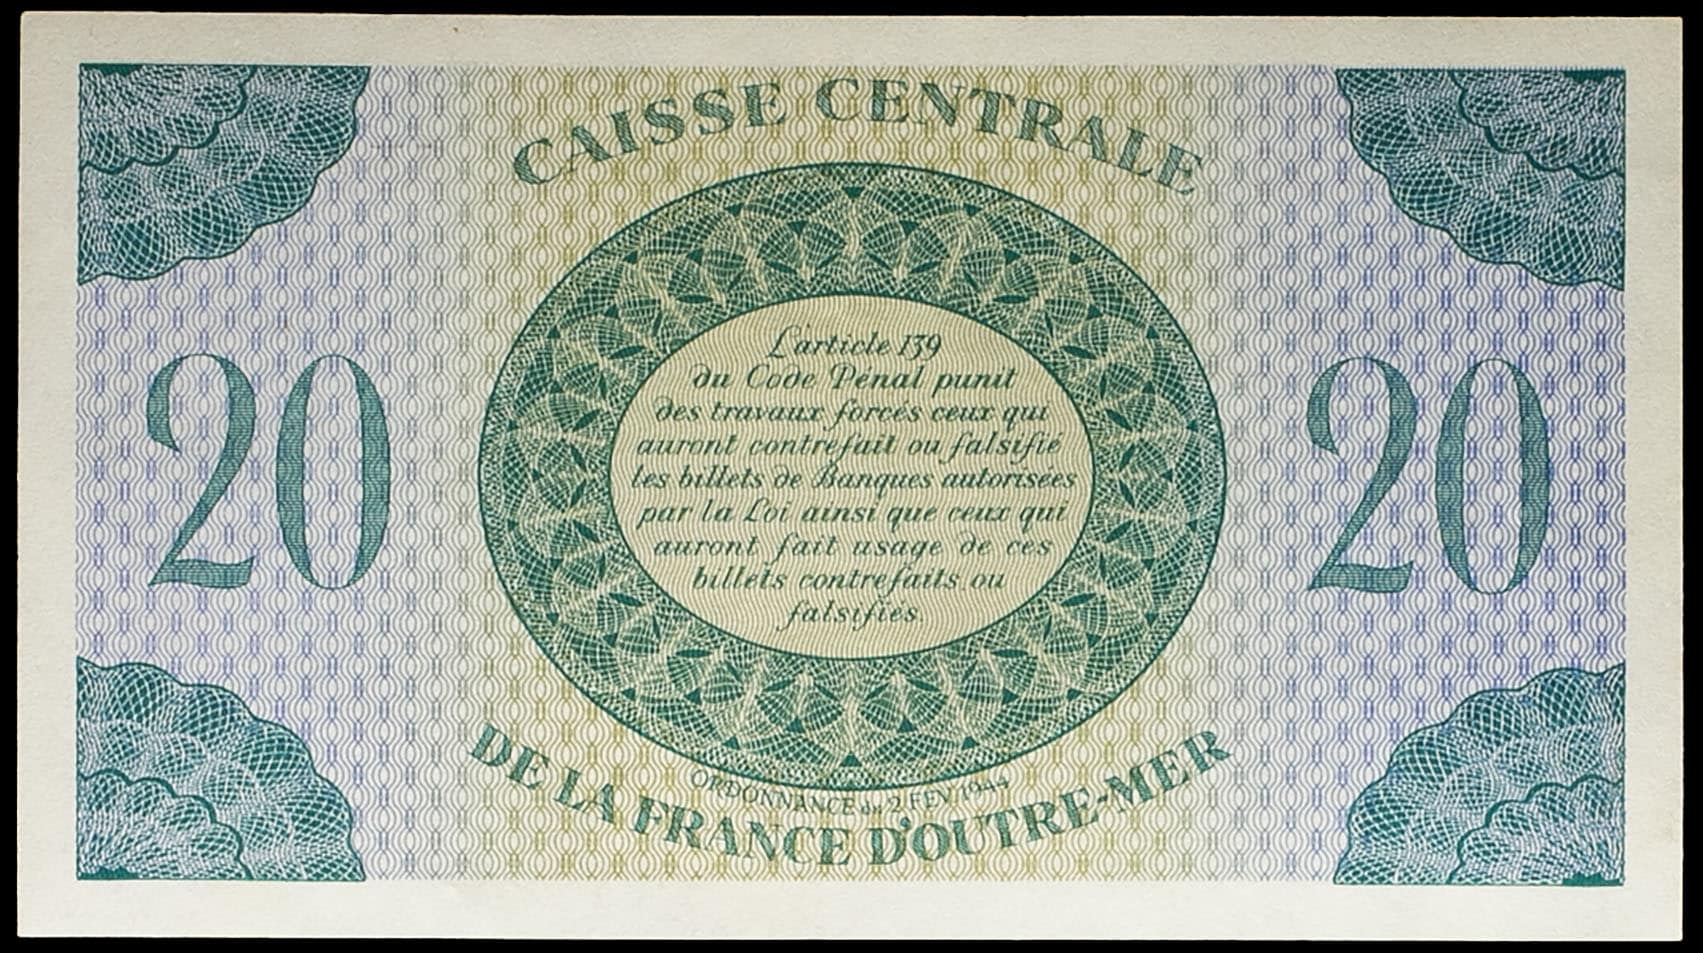 CAISSE CENTRALE
20
L'article 139
du Code Pénal punit
des travaux forcés ceux qui
auront contrefait ou falsifié
les billets de Banques autorisées
par la Loi ainsi que ceux qui
auront fait usage de ces
billets contrefaits ou
falsifiés.
20
ORDONNANCE du 2 FEV. 1944
DE LA FRANCE D'OUTRE-MER